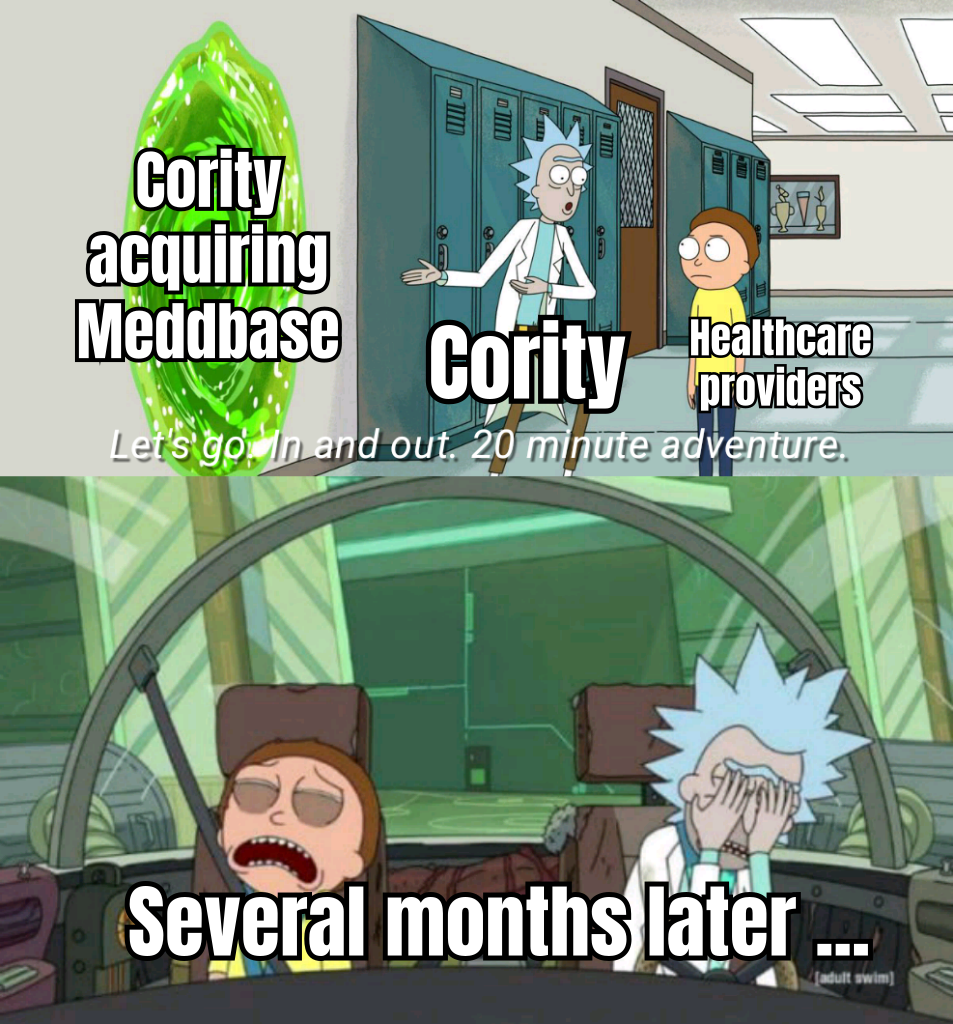 Cority
acquiring
Meddbase
Cority
Healthcare
providers
Let's go. In and out. 20 minute adventure.
Several months later ...
[adult swim]